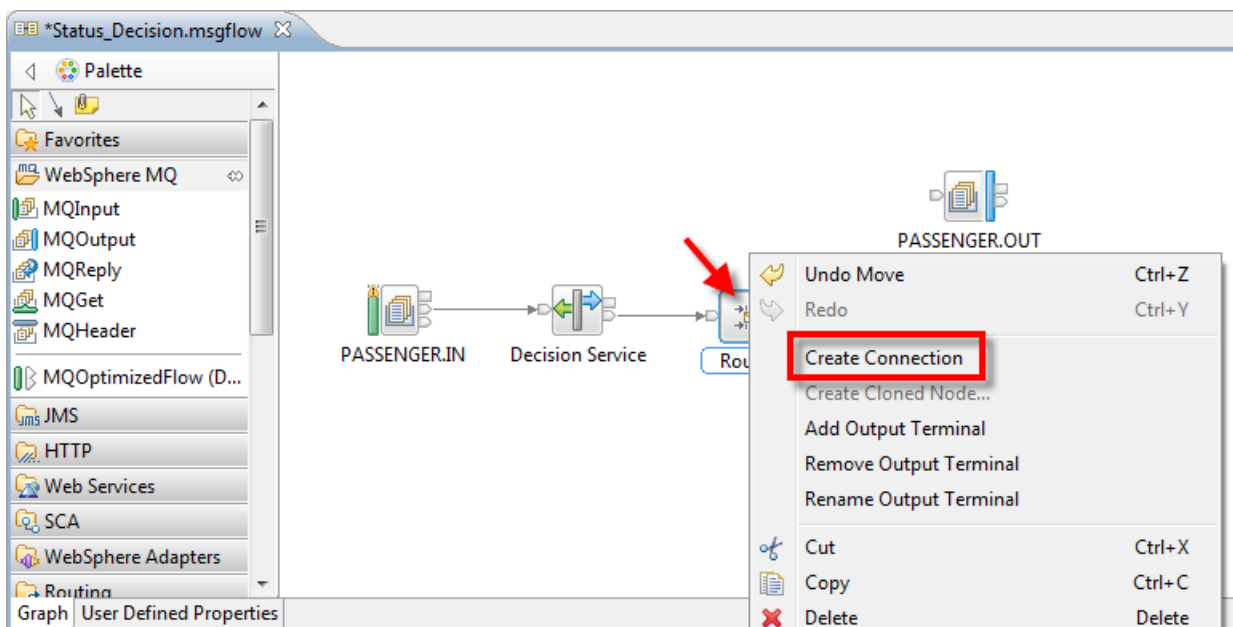 *Status_Decision.msgflow
Palette
Favorites
WebSphere MQ
MQInput
MQOutput
MQReply
MQGet
MQHeader
MQOptimizedFlow (D...
JMS
HTTP
Web Services
SCA
WebSphere Adapters
Routing
Graph User Defined Properties
PASSENGER.IN
Decision Service
Rou
PASSENGER.OUT
Undo Move Ctrl+Z
Redo Ctrl+Y
Create Connection
Create Cloned Node...
Add Output Terminal
Remove Output Terminal
Rename Output Terminal
Cut Ctrl+X
Copy Ctrl+C
Delete Delete